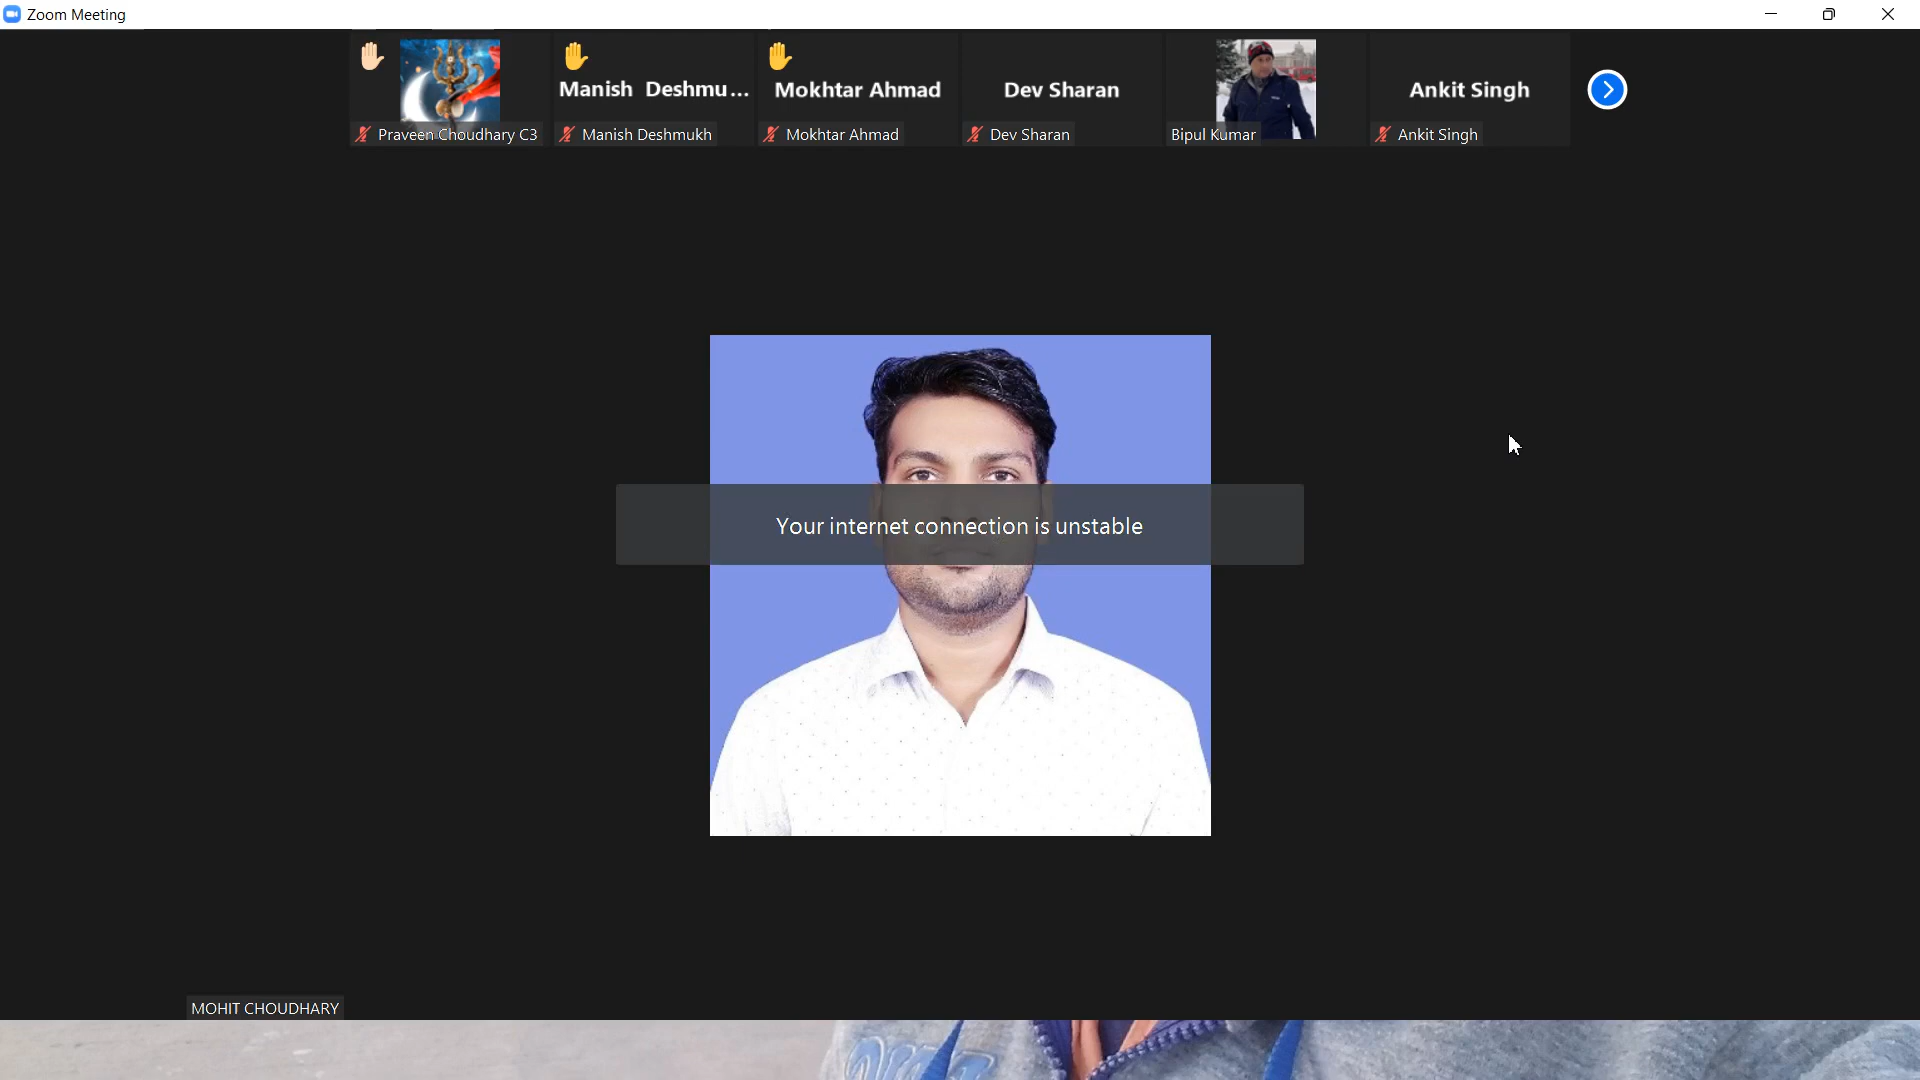 Zoom Meeting
Manish Deshmu...
Mokhtar Ahmad
Dev Sharan
Ankit Singh
Praveen Choudhary C3
Manish Deshmukh
Mokhtar Ahmad
Dev Sharan
Bipul Kumar
Ankit Singh
Your internet connection is unstable
MOHIT CHOUDHARY